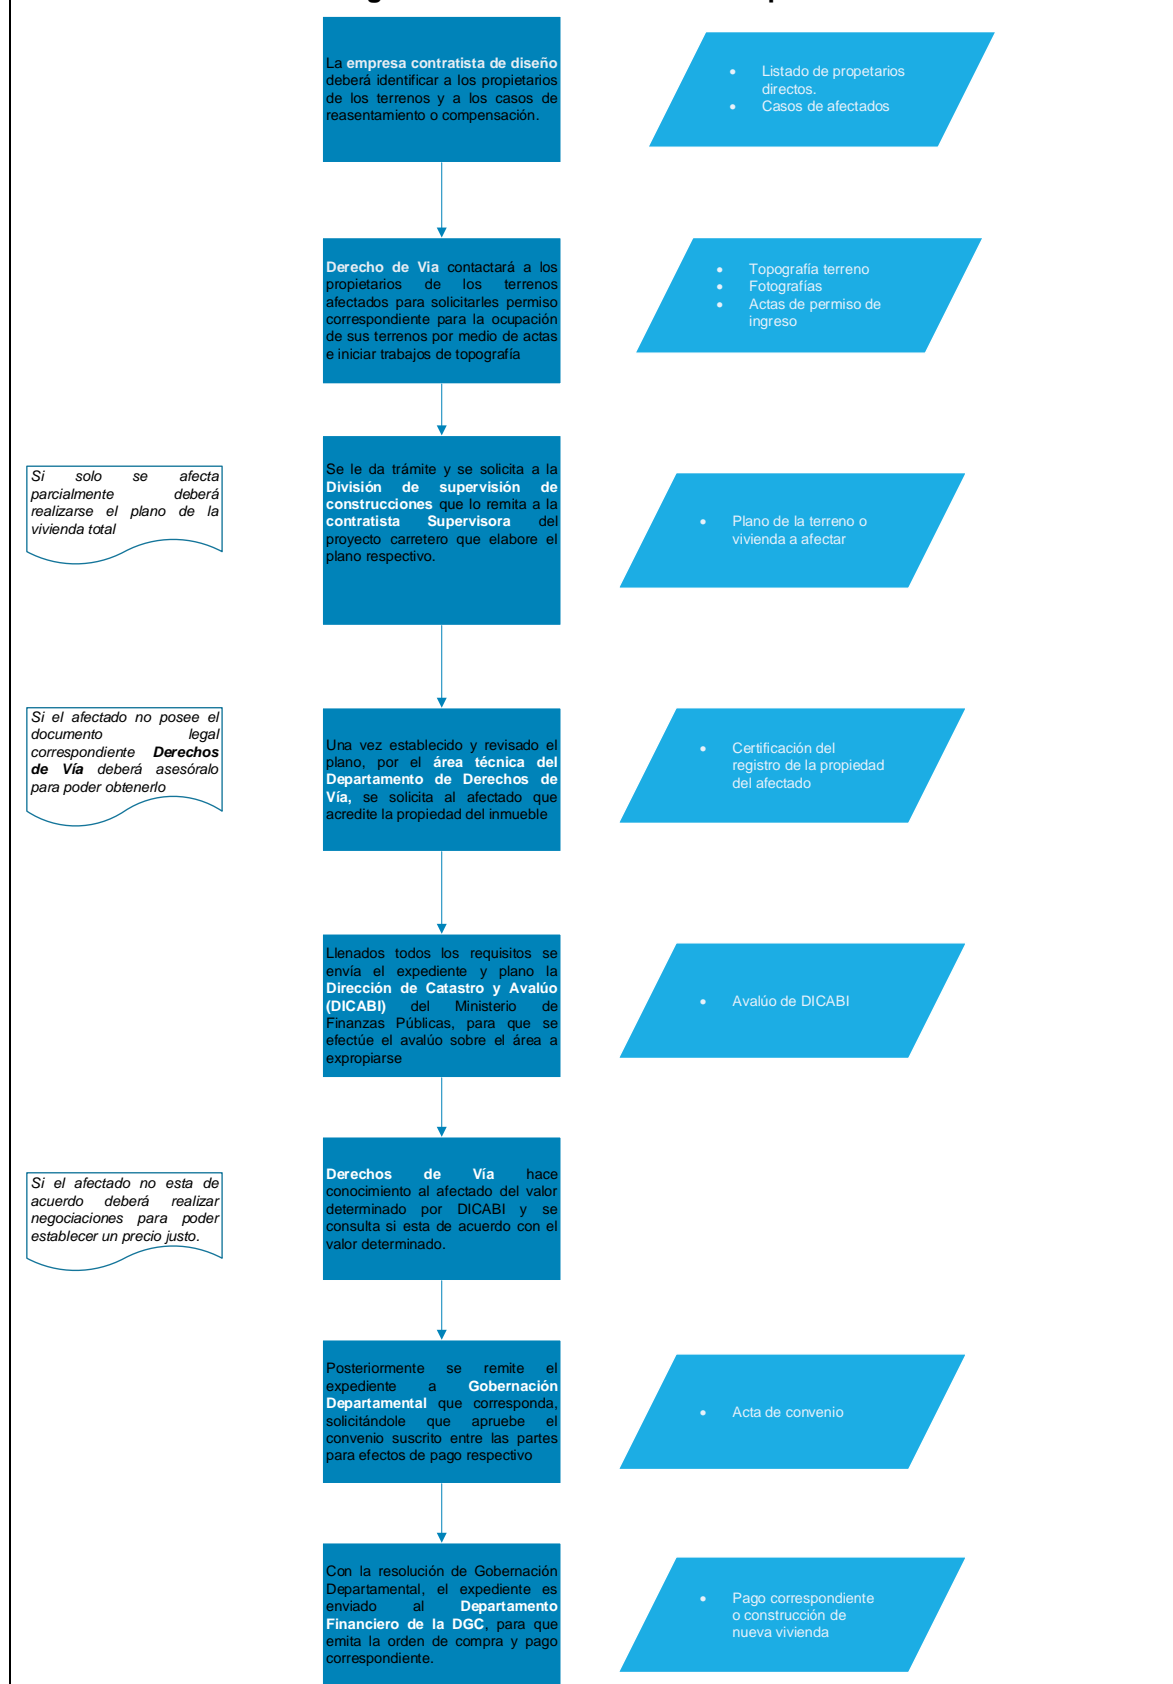 La empresa contratista de diseño
deberá identificar a los propietarios
de los terrenos y a los casos de
reasentamiento o compensación.
• Listado de propetarios
directos.
• Casos de afectados
Derecho de Via contactará a los
propietarios de los terrenos
afectados para solicitarles permiso
correspondiente para la ocupación
de sus terrenos por medio de actas
e iniciar trabajos de topografía
• Topografía terreno
• Fotografías
• Actas de permiso de
ingreso
Si solo se afecta
parcialmente deberá
realizarse el plano de la
vivienda total
Se le da trámite y se solicita a la
División de supervisión de
construcciones que lo remita a la
contratista Supervisora del
proyecto carretero que elabore el
plano respectivo.
• Plano de la terreno o
vivienda a afectar
Si el afectado no posee el
documento legal
correspondiente Derechos
de Vía deberá asesóralo
para poder obtenerlo
Una vez establecido y revisado el
plano, por el área técnica del
Departamento de Derechos de
Vía, se solicita al afectado que
acredite la propiedad del inmueble
• Certificación del
registro de la propiedad
del afectado
Llenados todos los requisitos se
envía el expediente y plano la
Dirección de Catastro y Avalúo
(DICABI) del Ministerio de
Finanzas Públicas, para que se
efectúe el avalúo sobre el área a
expropiarse
• Avalúo de DICABI
Si el afectado no esta de
acuerdo deberá realizar
negociaciones para poder
establecer un precio justo.
Derechos de Vía hace
conocimiento al afectado del valor
determinado por DICABI y se
consulta si esta de acuerdo con el
valor determinado.
Posteriormente se remite el
expediente a Gobernación
Departamental que corresponda,
solicitándole que apruebe el
convenio suscrito entre las partes
para efectos de pago respectivo
• Acta de convenio
Con la resolución de Gobernación
Departamental, el expediente es
enviado al Departamento
Financiero de la DGC, para que
emita la orden de compra y pago
correspondiente.
• Pago correspondiente
o construcción de
nueva vivienda